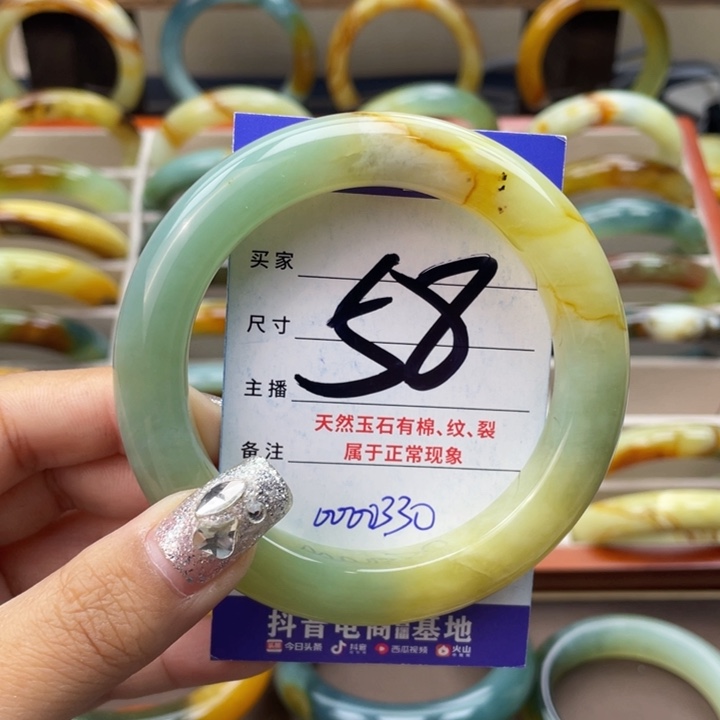 买家
尺寸
58
主播
天然玉石有棉、纹、裂
备注
属于正常现象
0002330
抖音电商直播基地
今日头条 抖音 西瓜视频 火山